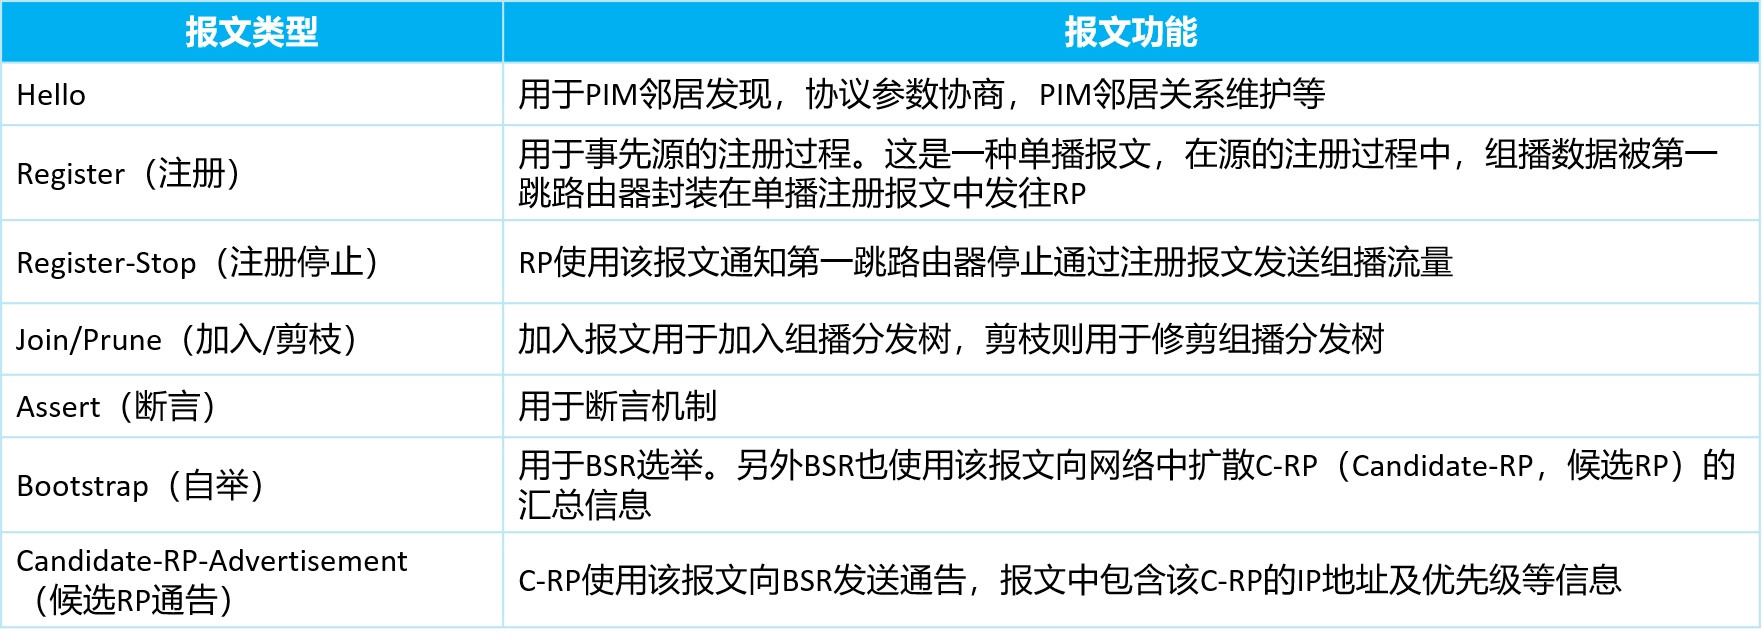 报文类型
报文功能
Hello
用于PIM邻居发现，协议参数协商，PIM邻居关系维护等
Register（注册）
用于事先源的注册过程。这是一种单播报文，在源的注册过程中，组播数据被第一
跳路由器封装在单播注册报文中发往RP
Register-Stop（注册停止）
RP使用该报文通知第一跳路由器停止通过注册报文发送组播流量
Join/Prune（加入/剪枝）
加入报文用于加入组播分发树，剪枝则用于修剪组播分发树
Assert（断言）
用于断言机制
Bootstrap（自举）
用于BSR选举。另外BSR也使用该报文向网络中扩散C-RP（Candidate-RP，候选RP）的
汇总信息
Candidate-RP-Advertisement
（候选RP通告）
C-RP使用该报文向BSR发送通告，报文中包含该C-RP的IP地址及优先级等信息